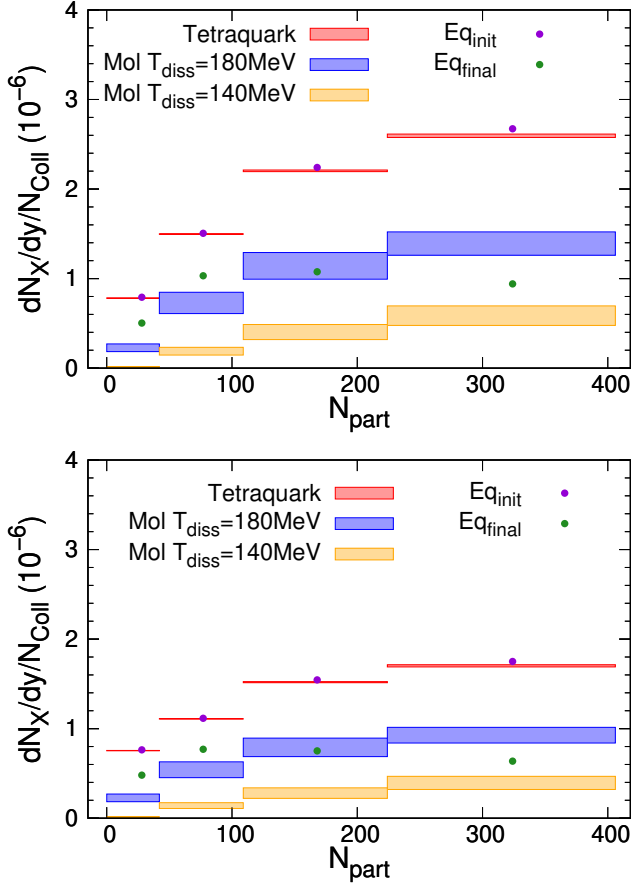 Tetraquark
Mol T_diss=180MeV
Mol T_diss=140MeV
Eq_init
Eq_final
dN_X/dy/N_Coll (10^-6)
4
3
2
1
0
0 100 200 300 400
N_part
Tetraquark
Mol T_diss=180MeV
Mol T_diss=140MeV
Eq_init
Eq_final
dN_X/dy/N_Coll (10^-6)
4
3
2
1
0
0 100 200 300 400
N_part